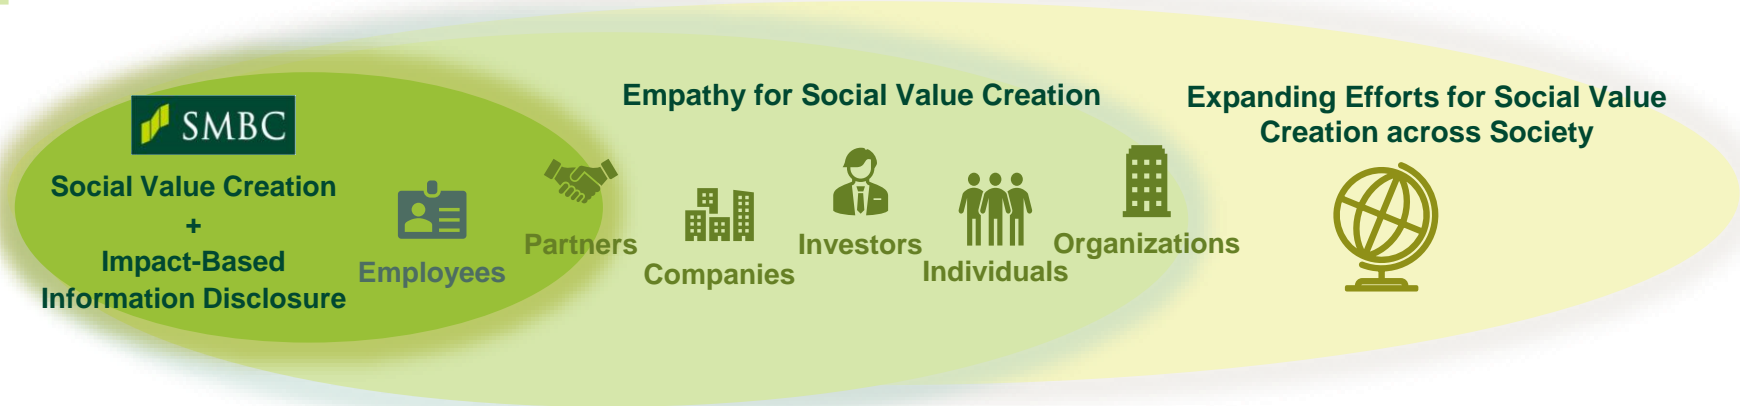 SMBC
Social Value Creation
+
Impact-Based
Information Disclosure
Employees
Empathy for Social Value Creation
Partners
Companies
Investors
Individuals
Organizations
Expanding Efforts for Social Value
Creation across Society